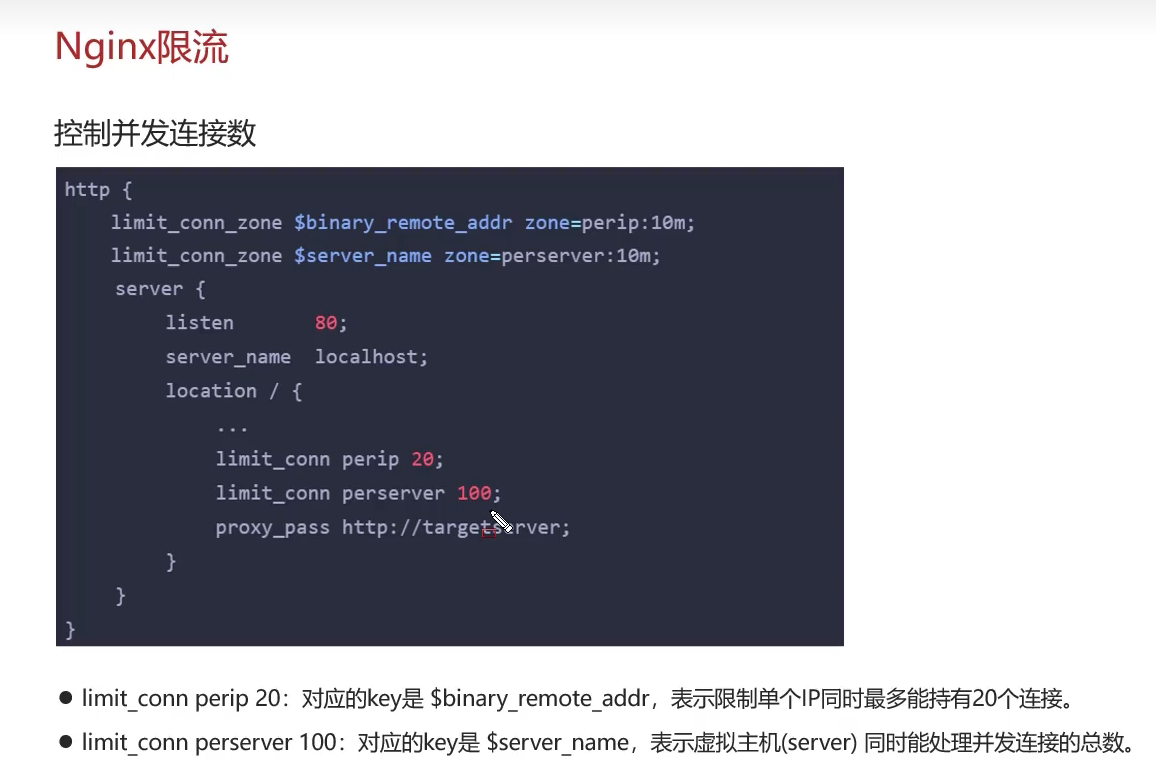 Nginx限流
控制并发连接数
http {
limit_conn_zone $binary_remote_addr zone=perip:10m;
limit_conn_zone $server_name zone=perserver:10m;
server {
listen 80;
server_name localhost;
location / {
...
limit_conn perip 20;
limit_conn perserver 100;
proxy_pass http://targetserver;
}
}
}
● limit_conn perip 20：对应的key是 $binary_remote_addr，表示限制单个IP同时最多能持有20个连接。
● limit_conn perserver 100：对应的key是 $server_name，表示虚拟主机(server) 同时能处理并发连接的总数。